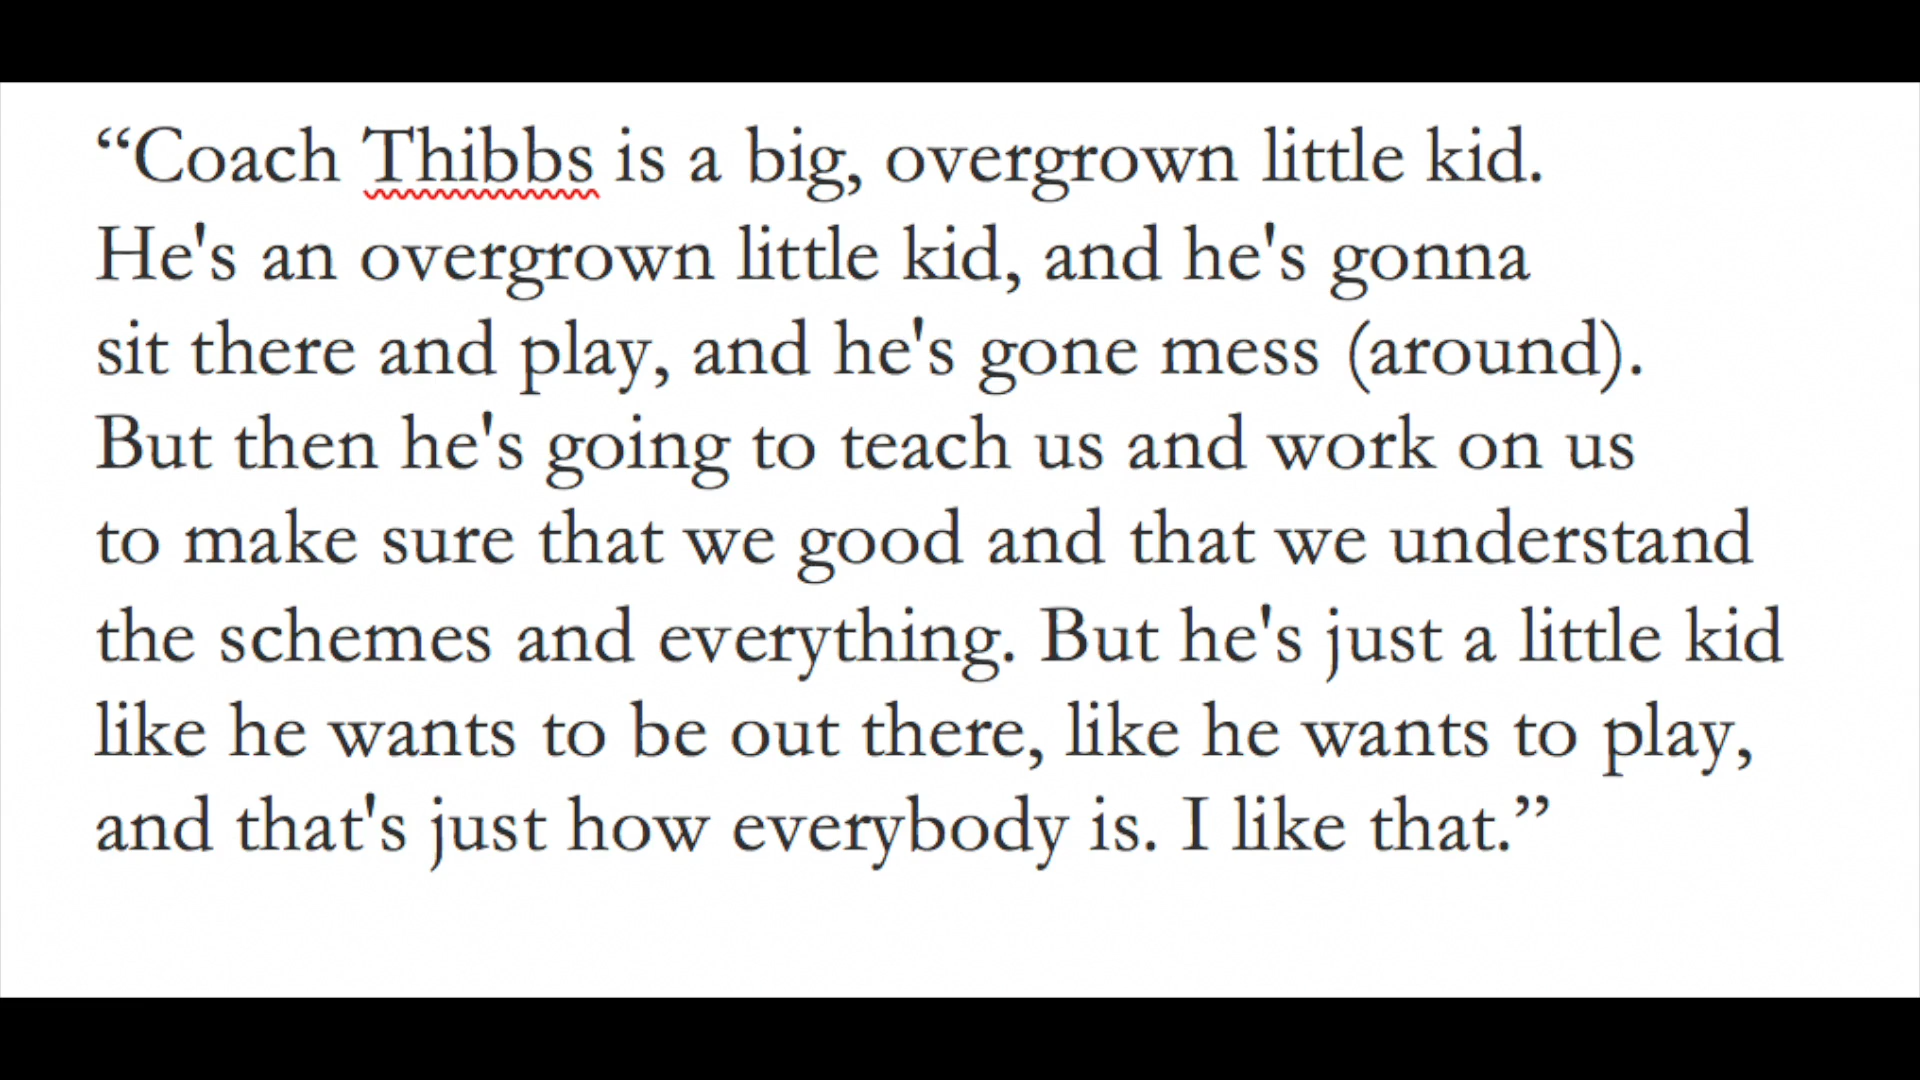 “Coach Thibbs is a big, overgrown little kid.
He's an overgrown little kid, and he's gonna
sit there and play, and he's gone mess (around).
But then he's going to teach us and work on us
to make sure that we good and that we understand
the schemes and everything. But he's just a little kid
like he wants to be out there, like he wants to play,
and that's just how everybody is. I like that.”